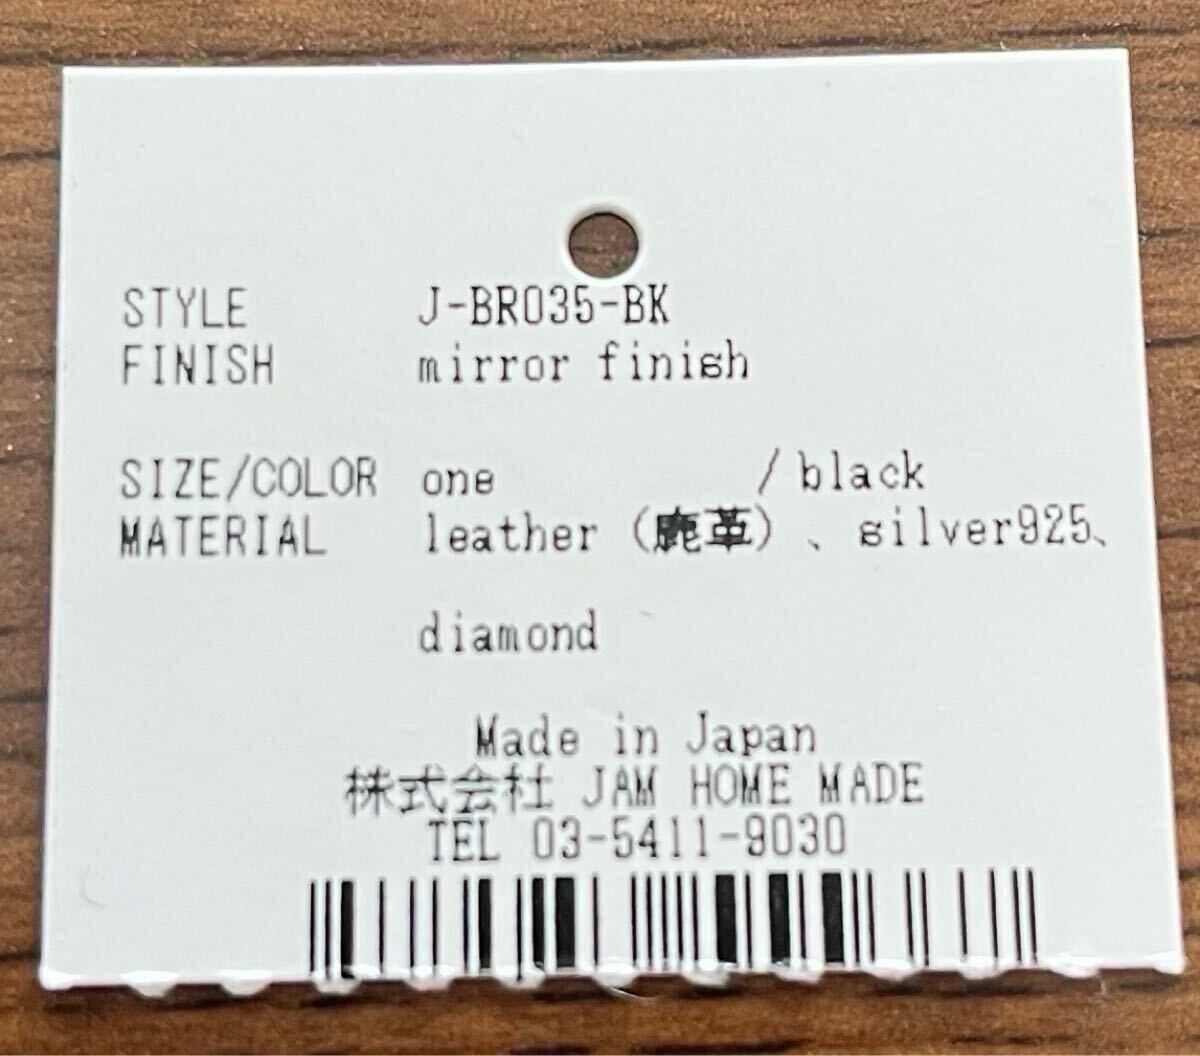 STYLE J-BR035-BK
FINISH mirror finish
SIZE/COLOR one / black
MATERIAL leather（鹿革）、silver925、
diamond
Made in Japan
株式会社 JAM HOME MADE
TEL 03-5411-9030